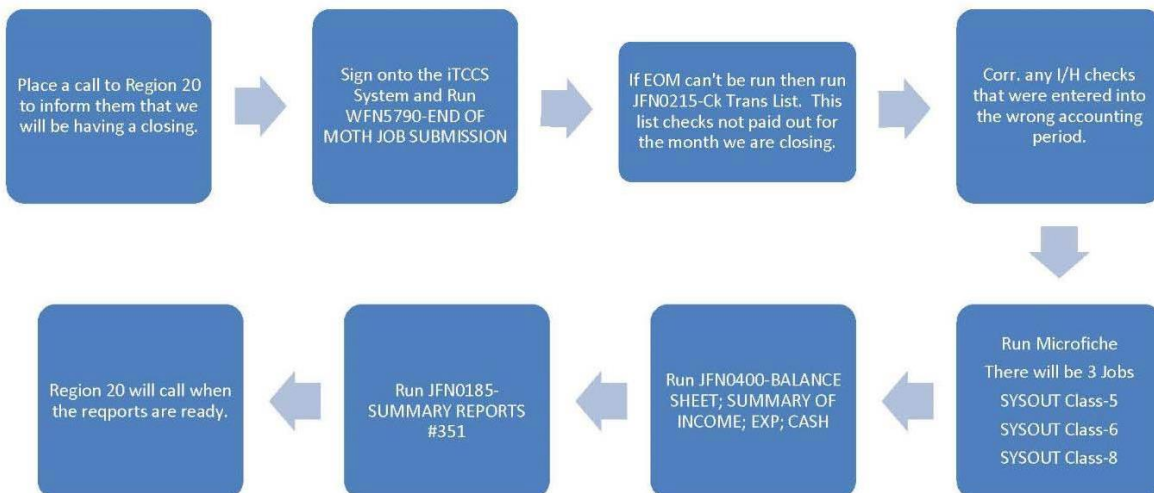 Place a call to Region 20
to inform them that we
will be having a closing.
Sign onto the iTCCS
System and Run
WFN5790-END OF
MOTH JOB SUBMISSION
If EOM can't be run then run
JFN0215-Ck Trans List. This
list checks not paid out for
the month we are closing.
Corr. any I/H checks
that were entered into
the wrong accounting
period.
Run Microfiche
There will be 3 Jobs
SYSOUT Class-5
SYSOUT Class-6
SYSOUT Class-8
Run JFN0400-BALANCE
SHEET; SUMMARY OF
INCOME; EXP; CASH
Run JFN0185-
SUMMARY REPORTS
#351
Region 20 will call when
the reqports are ready.